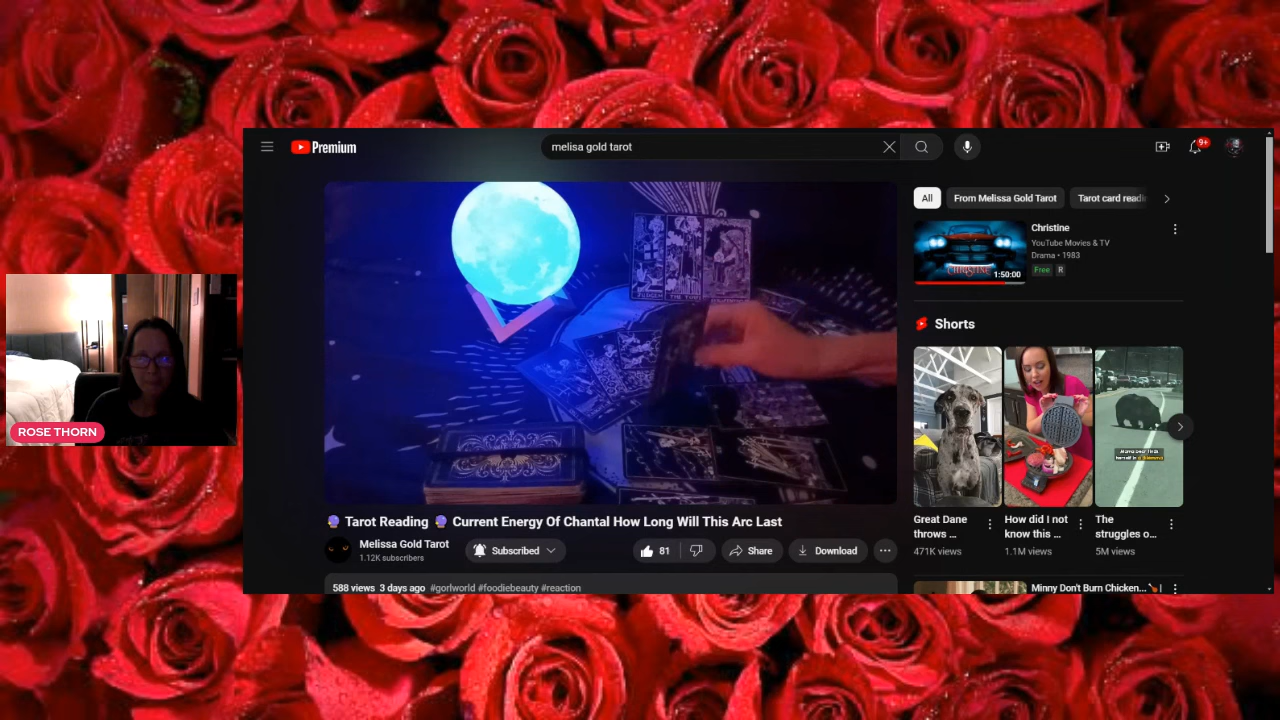 Premium
melisa gold tarot
9+
All
From Melissa Gold Tarot
Tarot card readi
Christine
YouTube Movies & TV
Drama • 1983
Free R
CHRISTINE
1:50:00
Shorts
ROSE THORN
Tarot Reading Current Energy Of Chantal How Long Will This Arc Last
Melissa Gold Tarot
1.12K subscribers
Subscribed
81
Share
Download
588 views 3 days ago #gorlworld #foodiebeauty #reaction
Great Dane throws ...
471K views
How did I not know this ...
1.1M views
The struggles o...
5M views
Minny Don't Burn Chicken...